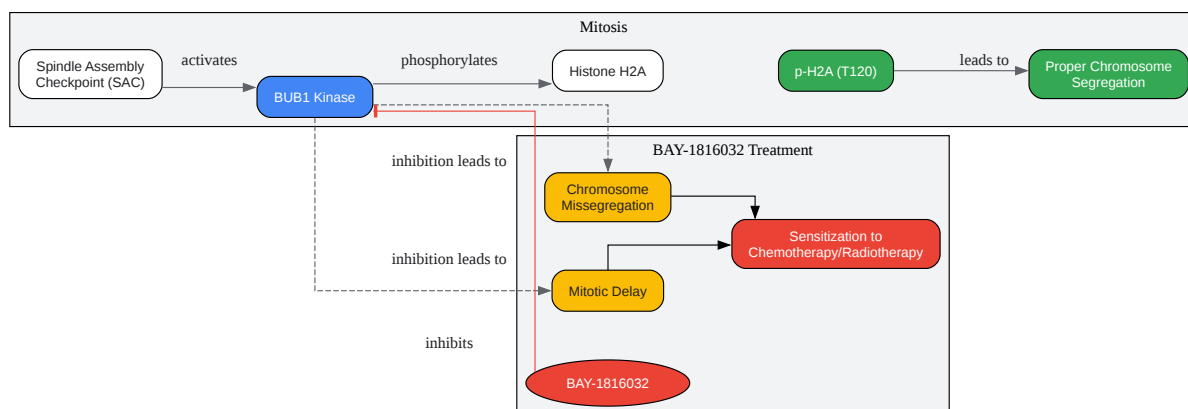 Mitosis
Spindle Assembly
Checkpoint (SAC)
activates
BUB1 Kinase
phosphorylates
Histone H2A
p-H2A (T120)
leads to
Proper Chromosome
Segregation
BAY-1816032 Treatment
inhibition leads to
Chromosome
Missegregation
Sensitization to
Chemotherapy/Radiotherapy
inhibition leads to
Mitotic Delay
inhibits
BAY-1816032